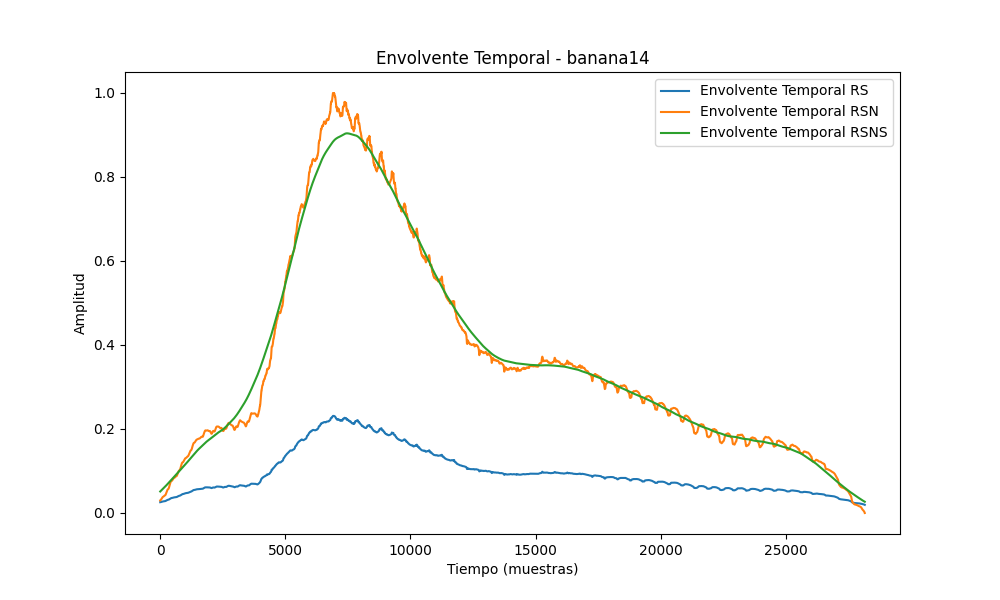 Envolvente Temporal - banana14
Envolvente Temporal RS
Envolvente Temporal RSN
Envolvente Temporal RSNS
Amplitud
1.0
0.8
0.6
0.4
0.2
0.0
0
5000
10000
15000
20000
25000
Tiempo (muestras)